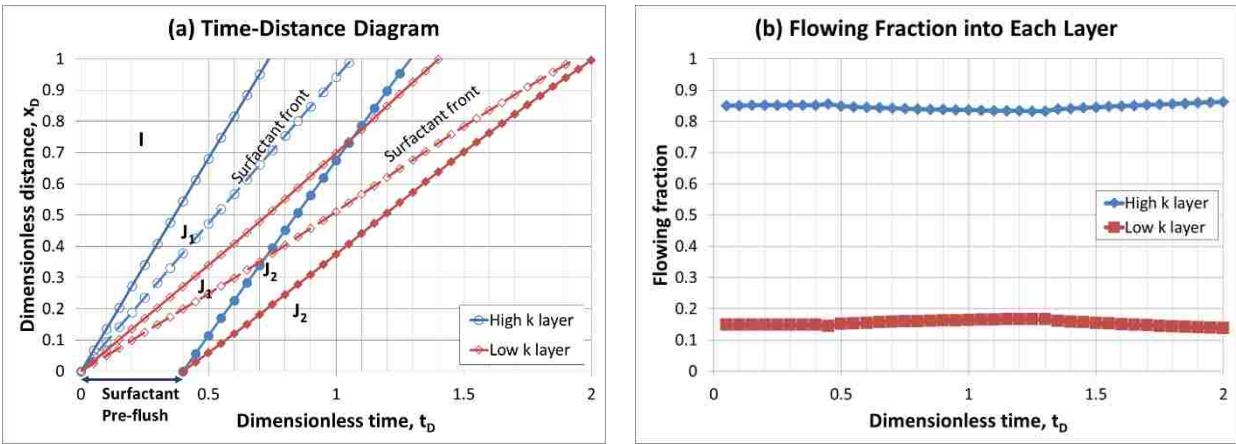 (a) Time-Distance Diagram
Dimensionless distance, x_D
1
0.9
0.8
0.7
0.6
0.5
0.4
0.3
0.2
0.1
0
I
J₁
J₁
J₂
J₂
Surfactant front
Surfactant front
High k layer
Low k layer
0
0.5
1
1.5
2
Surfactant
Pre-flush
Dimensionless time, t_D
(b) Flowing Fraction into Each Layer
Flowing fraction
1
0.9
0.8
0.7
0.6
0.5
0.4
0.3
0.2
0.1
0
High k layer
Low k layer
0
0.5
1
1.5
2
Dimensionless time, t_D